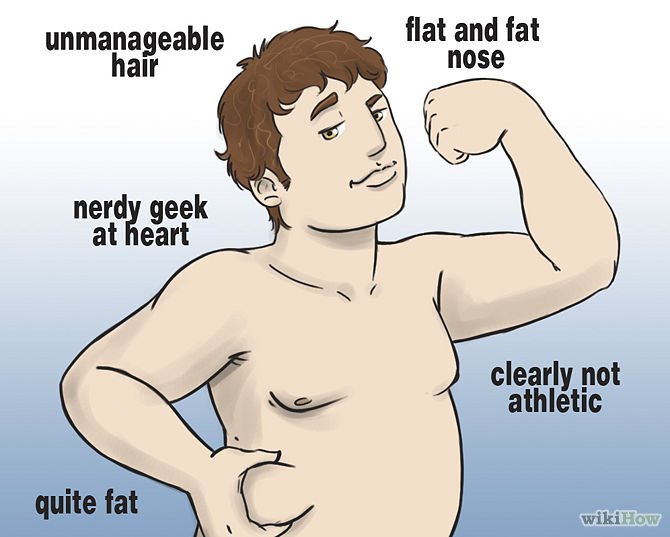 unmanageable
hair
flat and fat
nose
nerdy geek
at heart
clearly not
athletic
quite fat
wikiHow